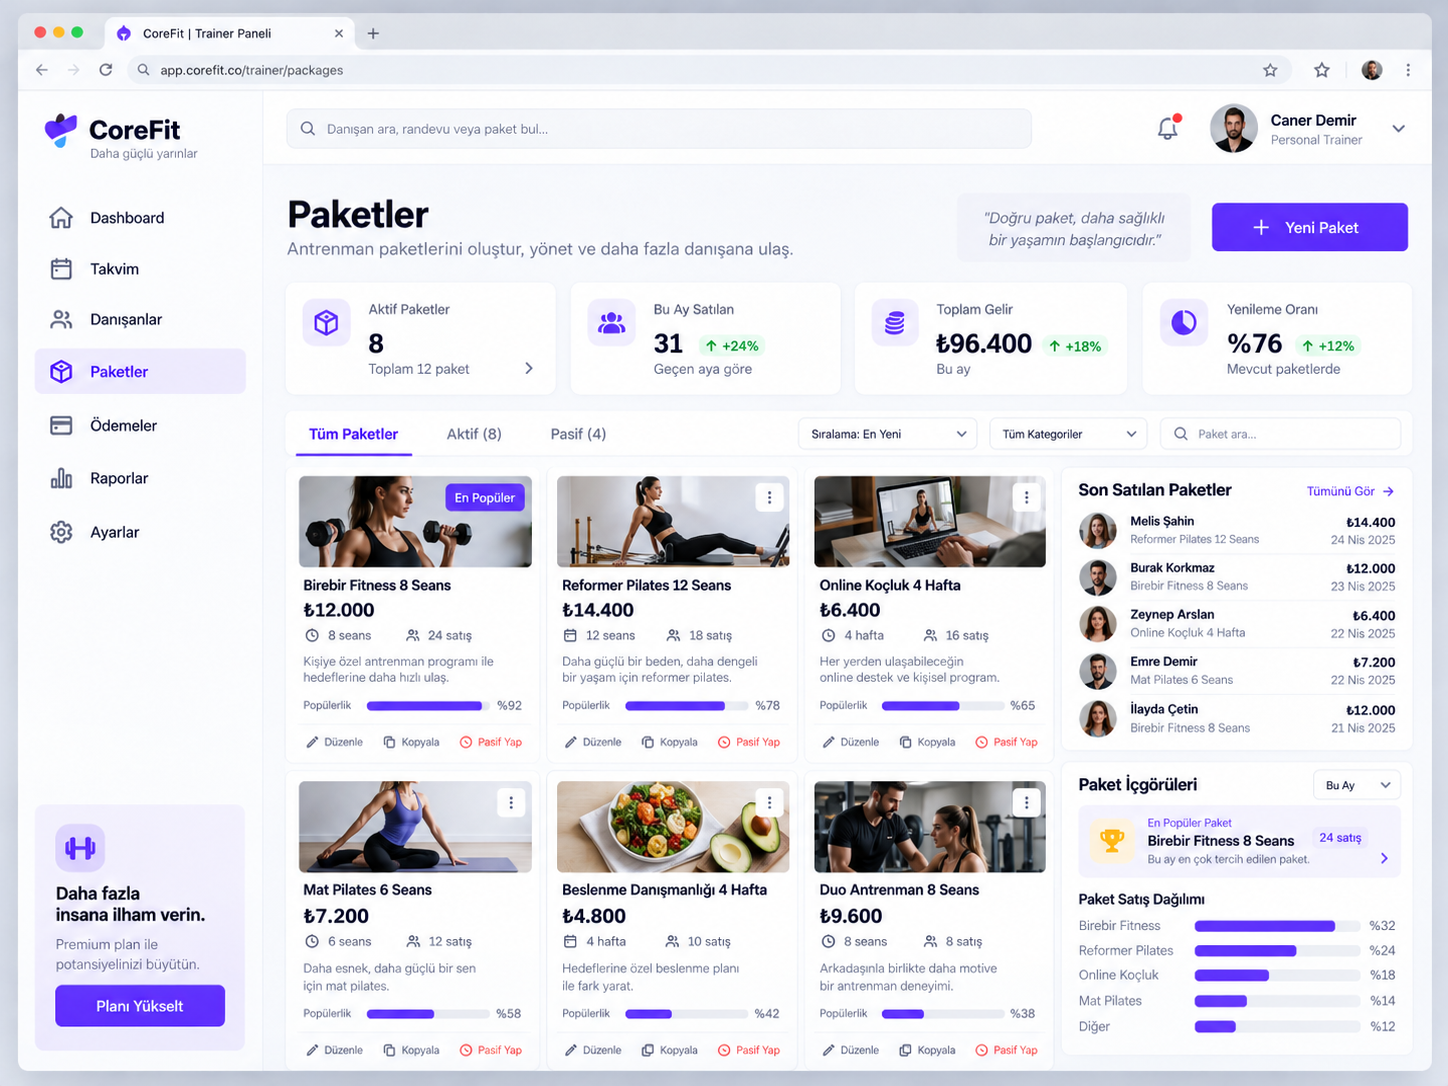 CoreFit | Trainer Paneli
app.corefit.co/trainer/packages
CoreFit
Daha güçlü yarınlar
Danışan ara, randevu veya paket bul...
Caner Demir
Personal Trainer
Dashboard
Takvim
Danışanlar
Paketler
Ödemeler
Raporlar
Ayarlar
Daha fazla
insana ilham verin.
Premium plan ile
potansiyelinizi büyütün.
Planı Yükselt
Paketler
Antrenman paketlerini oluştur, yönet ve daha fazla danışana ulaş.
"Doğru paket, daha sağlıklı
bir yaşamın başlangıcıdır."
Yeni Paket
Aktif Paketler
8
Toplam 12 paket
Bu Ay Satılan
31 +24%
Geçen aya göre
Toplam Gelir
₺96.400 +18%
Bu ay
Yenileme Oranı
%76 +12%
Mevcut paketlerde
Tüm Paketler
Aktif (8)
Pasif (4)
Sıralama: En Yeni
Tüm Kategoriler
Paket ara...
En Popüler
Birebir Fitness 8 Seans
₺12.000
8 seans 24 satış
Kişiye özel antrenman programı ile
hedeflerine daha hızlı ulaş.
Popülerlik %92
Düzenle Kopyala Pasif Yap
Reformer Pilates 12 Seans
₺14.400
12 seans 18 satış
Daha güçlü bir beden, daha dengeli
bir yaşam için reformer pilates.
Popülerlik %78
Düzenle Kopyala Pasif Yap
Online Koçluk 4 Hafta
₺6.400
4 hafta 16 satış
Her yerden ulaşabileceğin
online destek ve kişisel program.
Popülerlik %65
Düzenle Kopyala Pasif Yap
Mat Pilates 6 Seans
₺7.200
6 seans 12 satış
Daha esnek, daha güçlü bir sen
için mat pilates.
Popülerlik %58
Düzenle Kopyala Pasif Yap
Beslenme Danışmanlığı 4 Hafta
₺4.800
4 hafta 10 satış
Hedeflerine özel beslenme planı
ile fark yarat.
Popülerlik %42
Düzenle Kopyala Pasif Yap
Duo Antrenman 8 Seans
₺9.600
8 seans 8 satış
Arkadaşınla birlikte daha motive
bir antrenman deneyimi.
Popülerlik %38
Düzenle Kopyala Pasif Yap
Son Satılan Paketler
Tümünü Gör
Melis Şahin ₺14.400
Reformer Pilates 12 Seans 24 Nis 2025
Burak Korkmaz ₺12.000
Birebir Fitness 8 Seans 23 Nis 2025
Zeynep Arslan ₺6.400
Online Koçluk 4 Hafta 22 Nis 2025
Emre Demir ₺7.200
Mat Pilates 6 Seans 22 Nis 2025
İlayda Çetin ₺12.000
Birebir Fitness 8 Seans 21 Nis 2025
Paket İçgörüleri
Bu Ay
En Popüler Paket
Birebir Fitness 8 Seans
24 satış
Bu ay en çok tercih edilen paket.
Paket Satış Dağılımı
Birebir Fitness %32
Reformer Pilates %24
Online Koçluk %18
Mat Pilates %14
Diğer %12